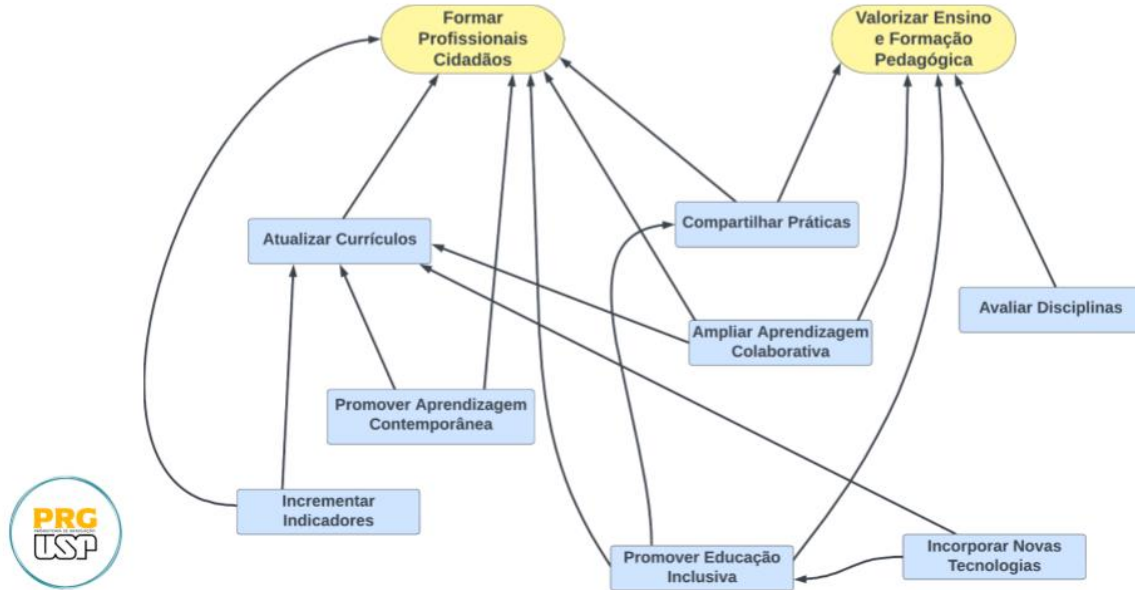 Formar
Profissionais
Cidadãos
Valorizar Ensino
e Formação
Pedagógica
Compartilhar Práticas
Atualizar Currículos
Avaliar Disciplinas
Ampliar Aprendizagem
Colaborativa
Promover Aprendizagem
Contemporânea
Incrementar
Indicadores
Incorporar Novas
Tecnologias
Promover Educação
Inclusiva
PRG
USP